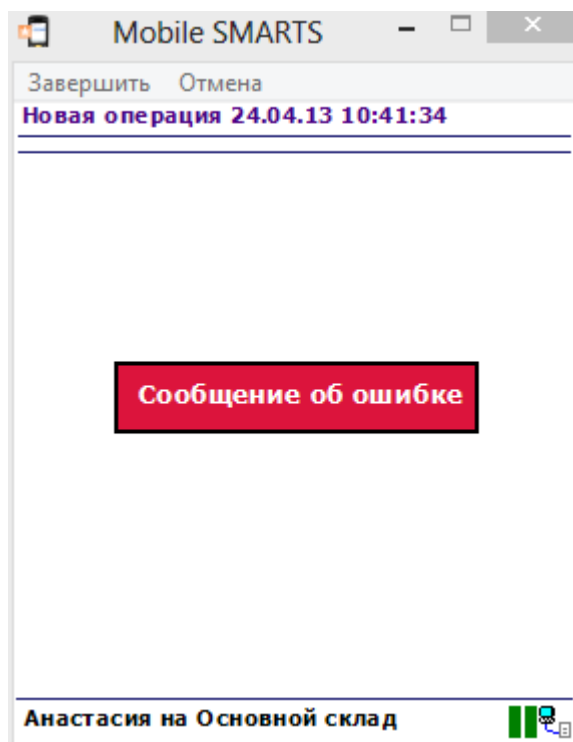 Mobile SMARTS
Завершить Отмена
Новая операция 24.04.13 10:41:34
Сообщение об ошибке
Анастасия на Основной склад